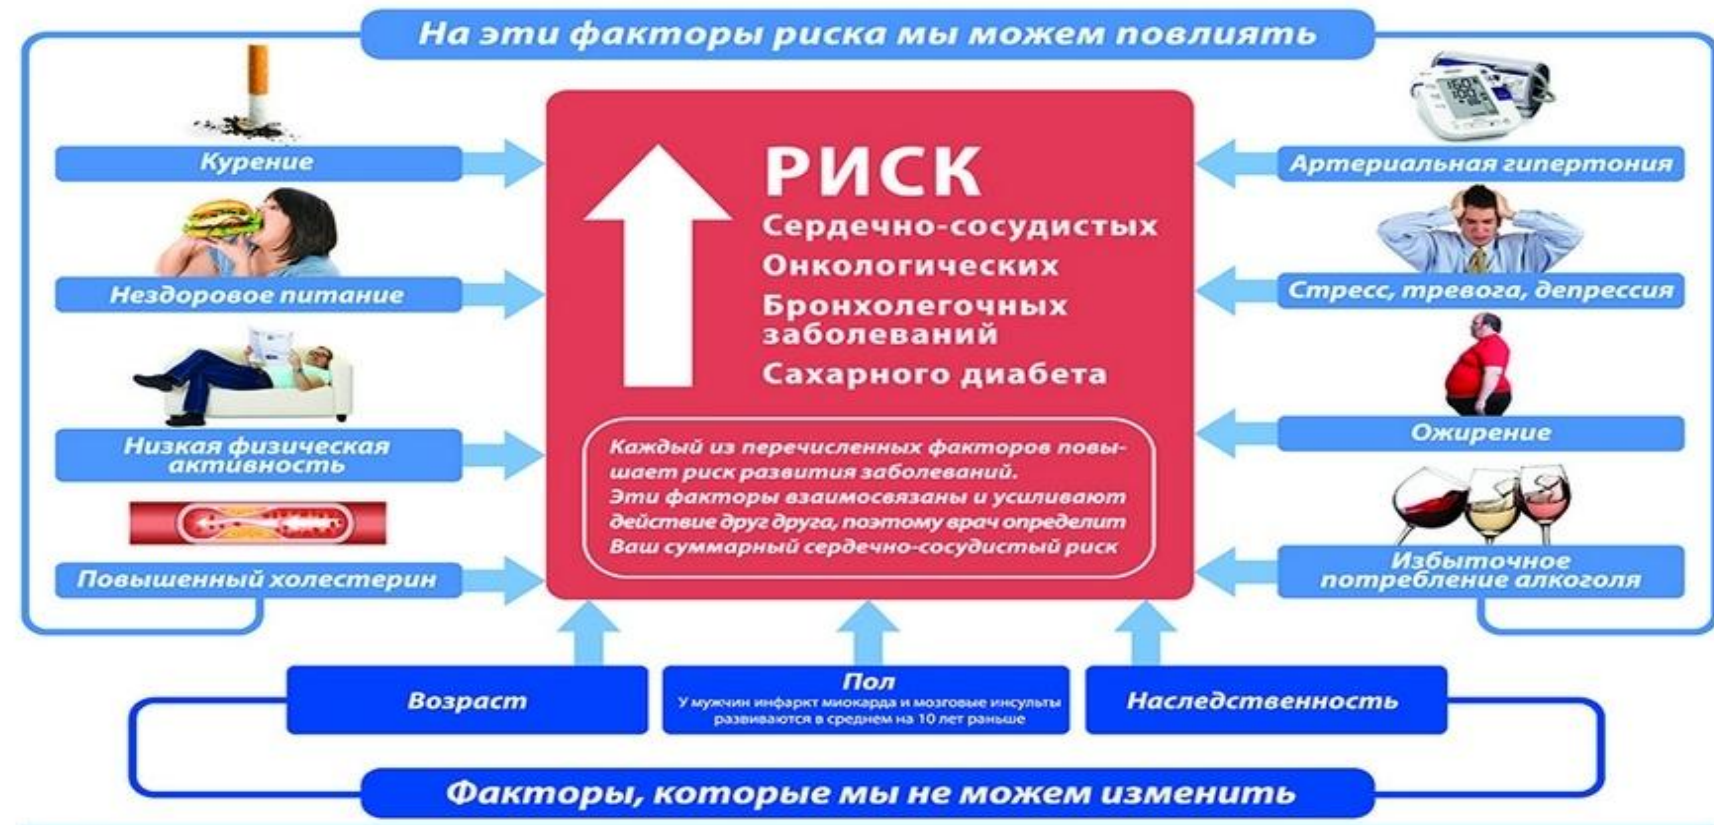 На эти факторы риска мы можем повлиять
Курение
Нездоровое питание
Низкая физическая
активность
Повышенный холестерин
РИСК
Сердечно-сосудистых
Онкологических
Бронхолегочных
заболеваний
Сахарного диабета
Каждый из перечисленных факторов повы-
шает риск развития заболеваний.
Эти факторы взаимосвязаны и усиливают
действие друг друга, поэтому врач определит
Ваш суммарный сердечно-сосудистый риск
160
100
Артериальная гипертония
Стресс, тревога, депрессия
Ожирение
Избыточное
потребление алкоголя
Возраст
Пол
У мужчин инфаркт миокарда и мозговые инсульты
развиваются в среднем на 10 лет раньше
Наследственность
Факторы, которые мы не можем изменить